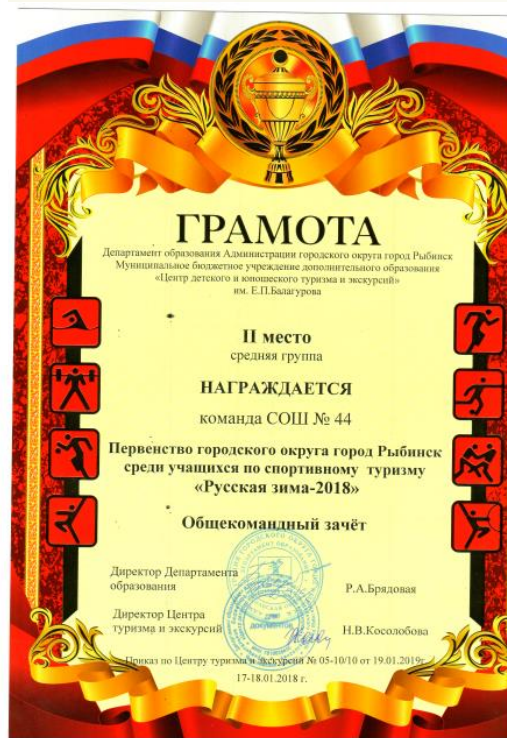 ГРАМОТА
Департамент образования Администрации городского округа город Рыбинск
Муниципальное бюджетное учреждение дополнительного образования
«Центр детского и юношеского туризма и экскурсий»
им. Е.П.Балагурова
II место
средняя группа
НАГРАЖДАЕТСЯ
команда СОШ № 44
Первенство городского округа город Рыбинск
среди учащихся по спортивному туризму
«Русская зима-2018»
Общекомандный зачёт
Директор Департамента
образования Р.А.Брядовая
Директор Центра
туризма и экскурсий Н.В.Косолобова
для
документов
Приказ по Центру туризма и экскурсий № 05-10/10 от 19.01.2019г.
17-18.01.2018 г.